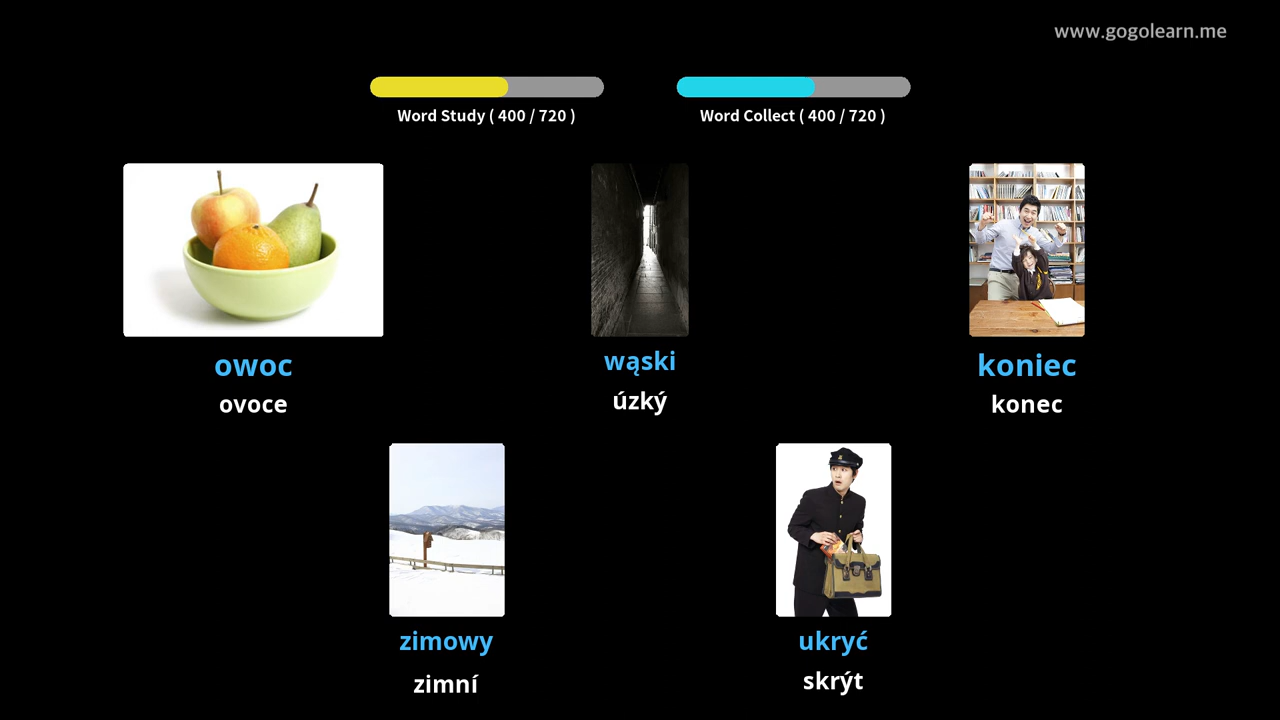 www.gogolearn.me
Word Study ( 400 / 720 )
Word Collect ( 400 / 720 )
owoc
ovoce
wąski
úzký
koniec
konec
zimowy
zimní
ukryć
skrýt